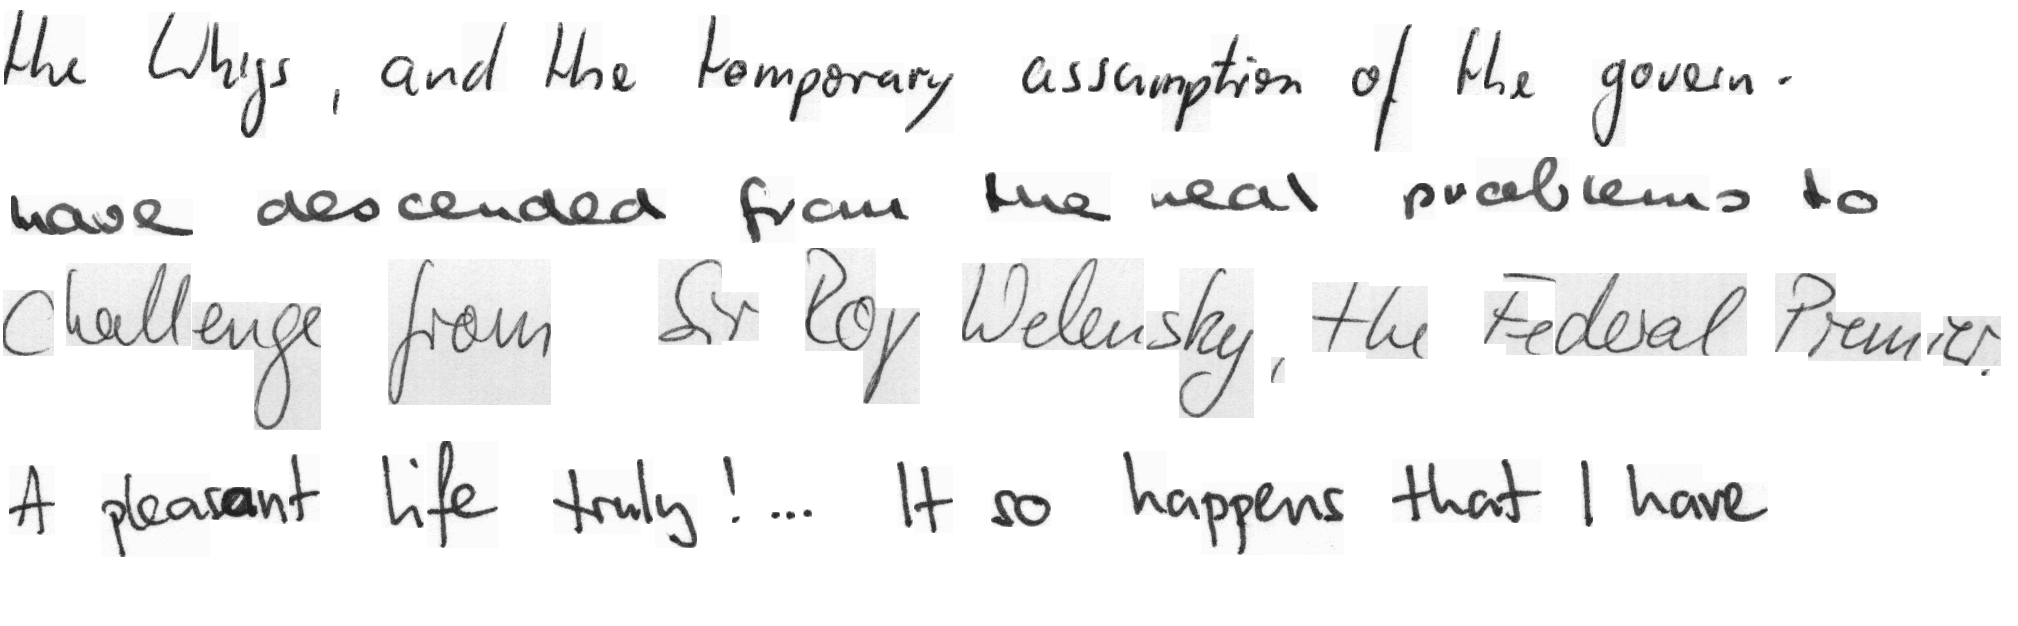 the Whigs, and the temporary assumption of the govern-
have descended from the real problems to
challenge from Sir Roy Welensky, the Federal Premier.
A pleasant life truly!... It so happens that I have